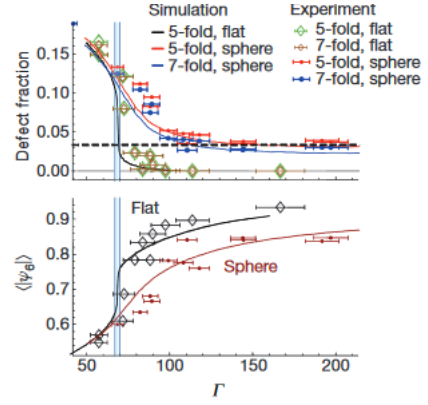 Simulation
5-fold, flat
5-fold, sphere
7-fold, sphere
Experiment
5-fold, flat
7-fold, flat
5-fold, sphere
7-fold, sphere
Defect fraction
0.15
0.10
0.05
0.00
Flat
Sphere
⟨|ψ₆|⟩
0.9
0.8
0.7
0.6
50
100
150
200
Γ